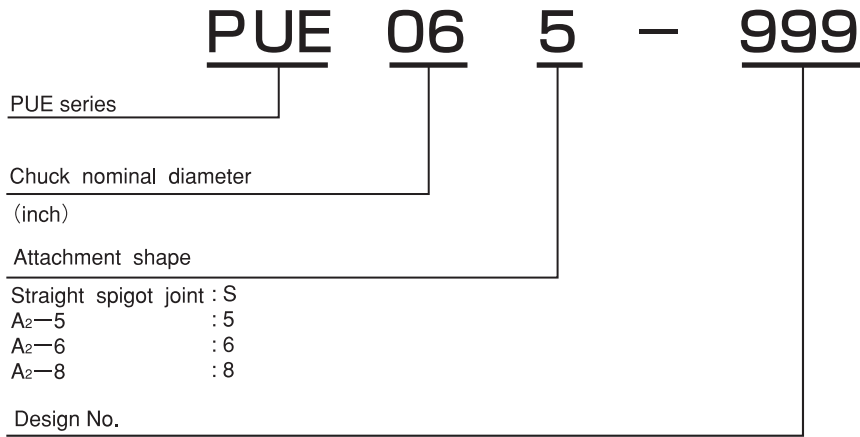 PUE 06 5 － 999
PUE series
Chuck nominal diameter
(inch)
Attachment shape
Straight spigot joint : S
A₂－5 : 5
A₂－6 : 6
A₂－8 : 8
Design No.